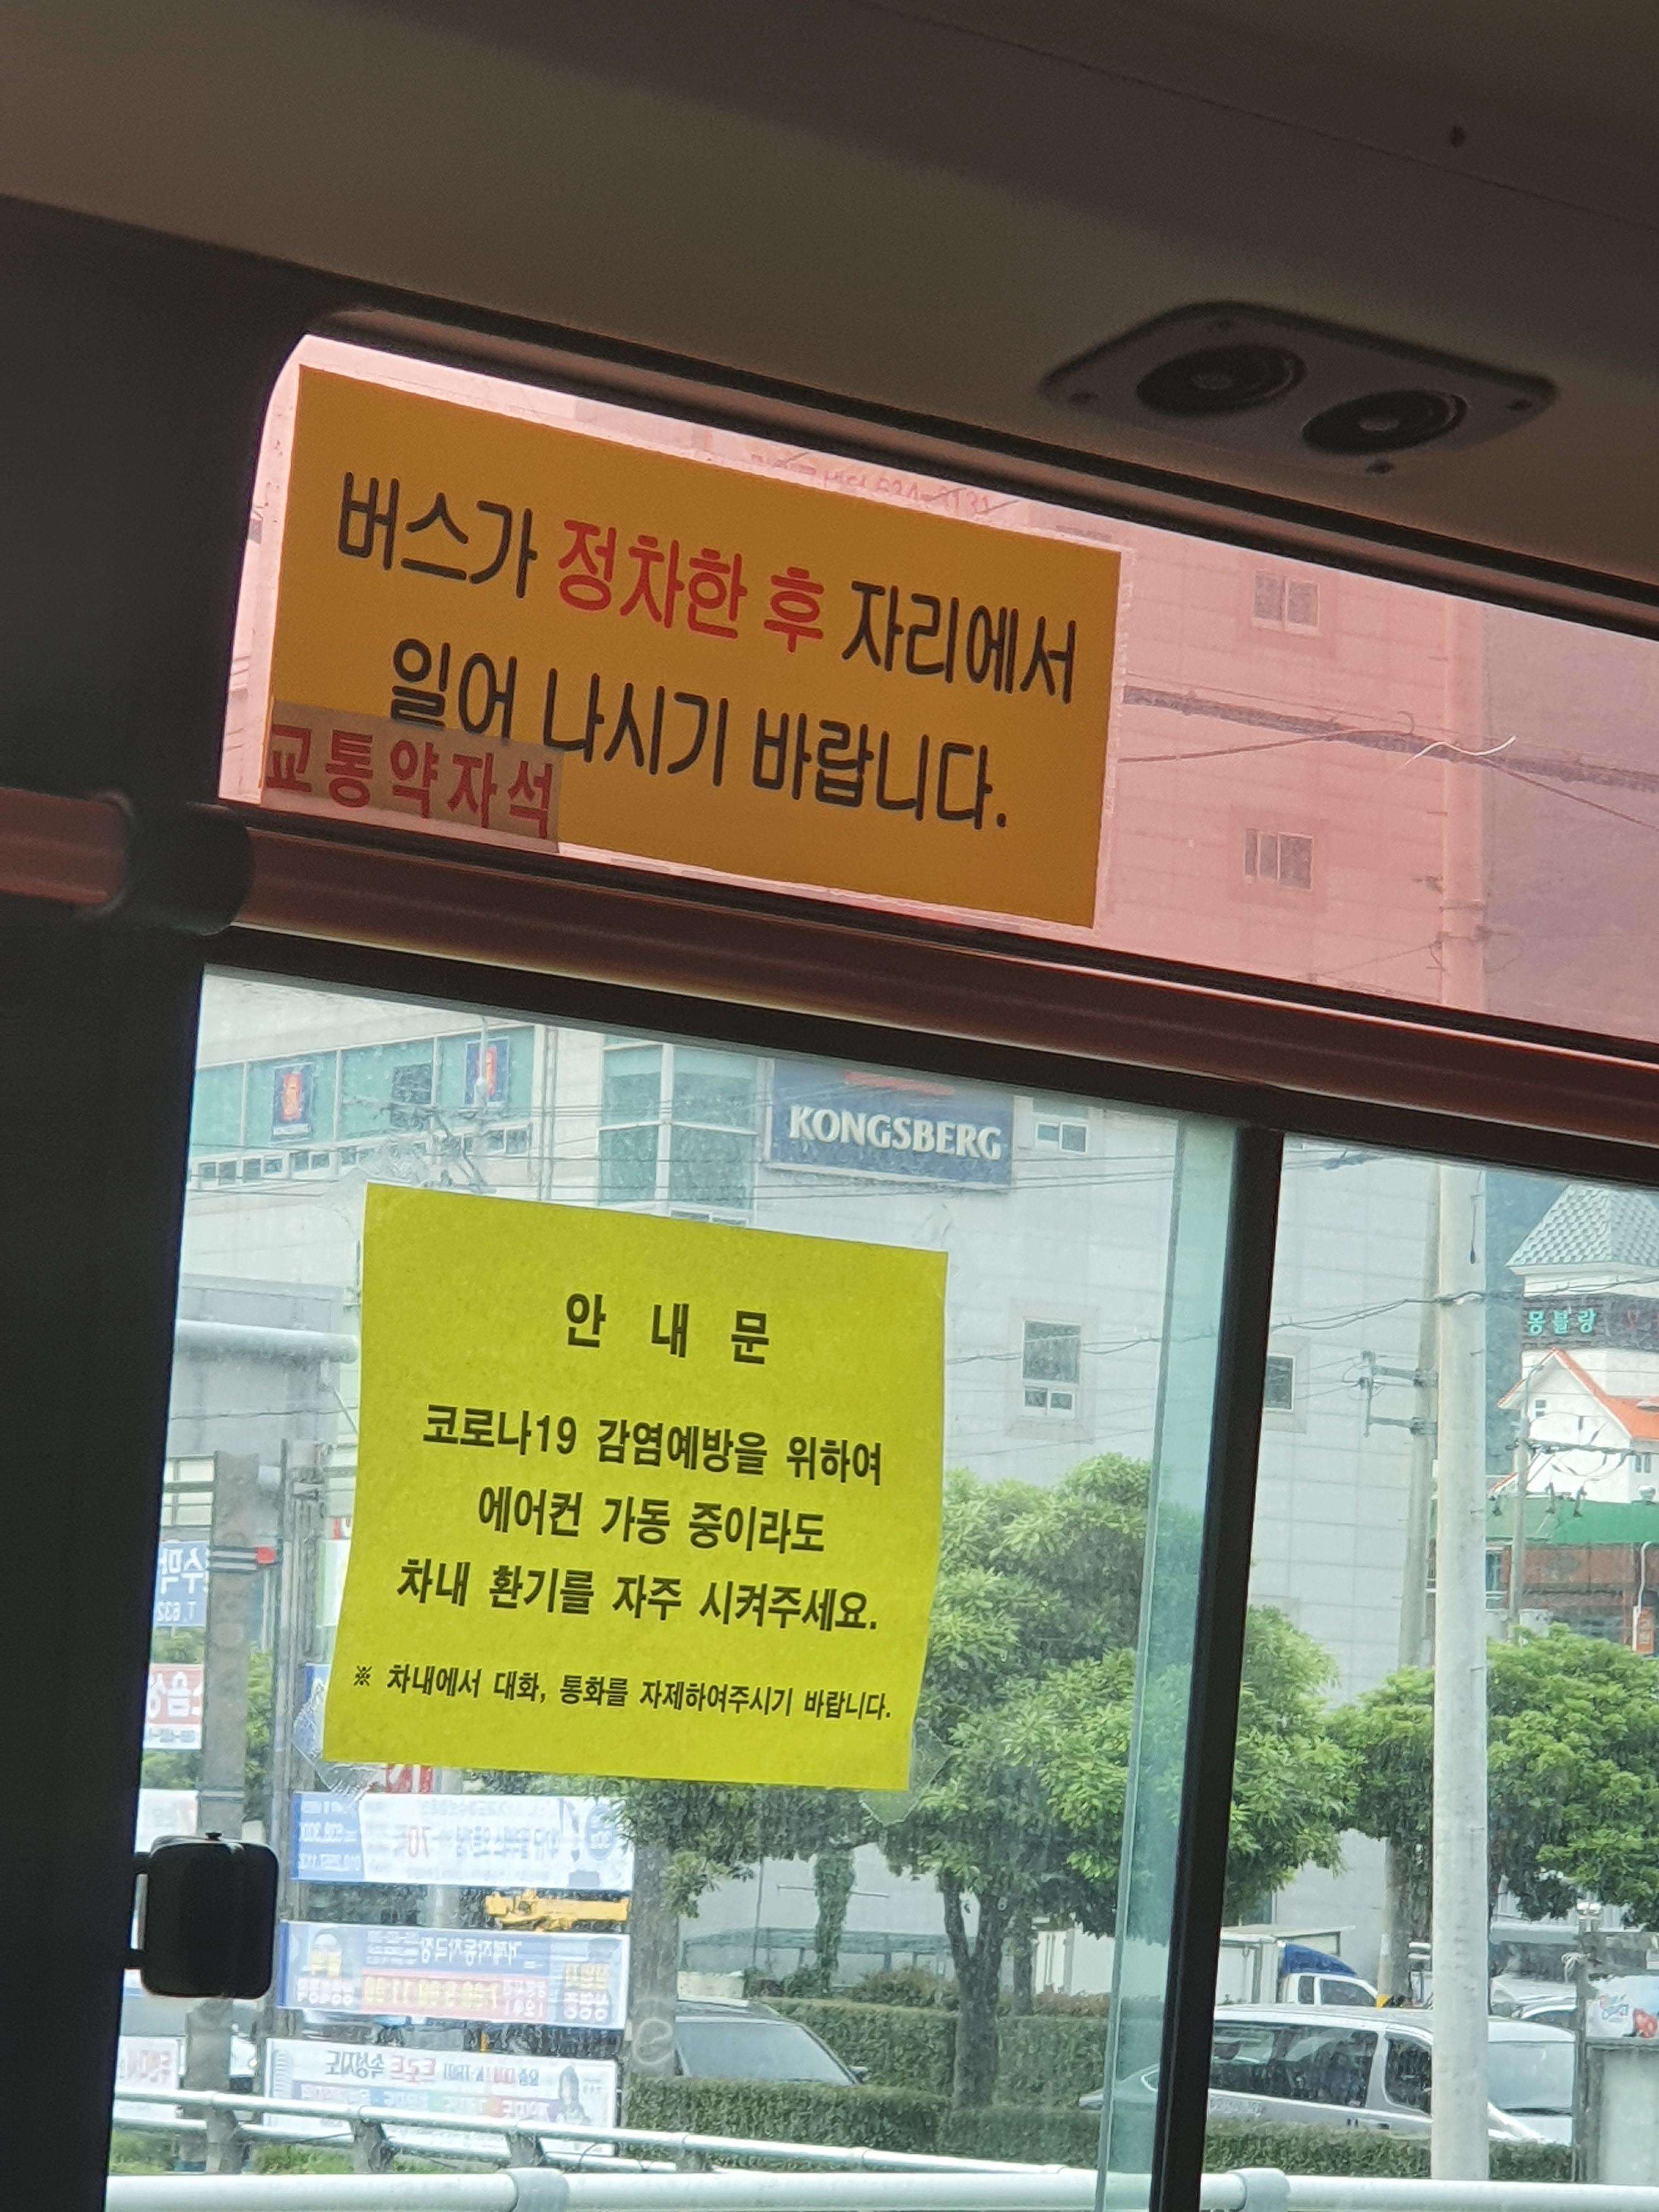 버스가 정차한 후 자리에서
일어 나시기 바랍니다.
교통약자석
KONGSBERG
안 내 문
코로나19 감염예방을 위하여
에어컨 가동 중이라도
차내 환기를 자주 시켜주세요.
※ 차내에서 대화, 통화를 자제하여주시기 바랍니다.
몽블랑